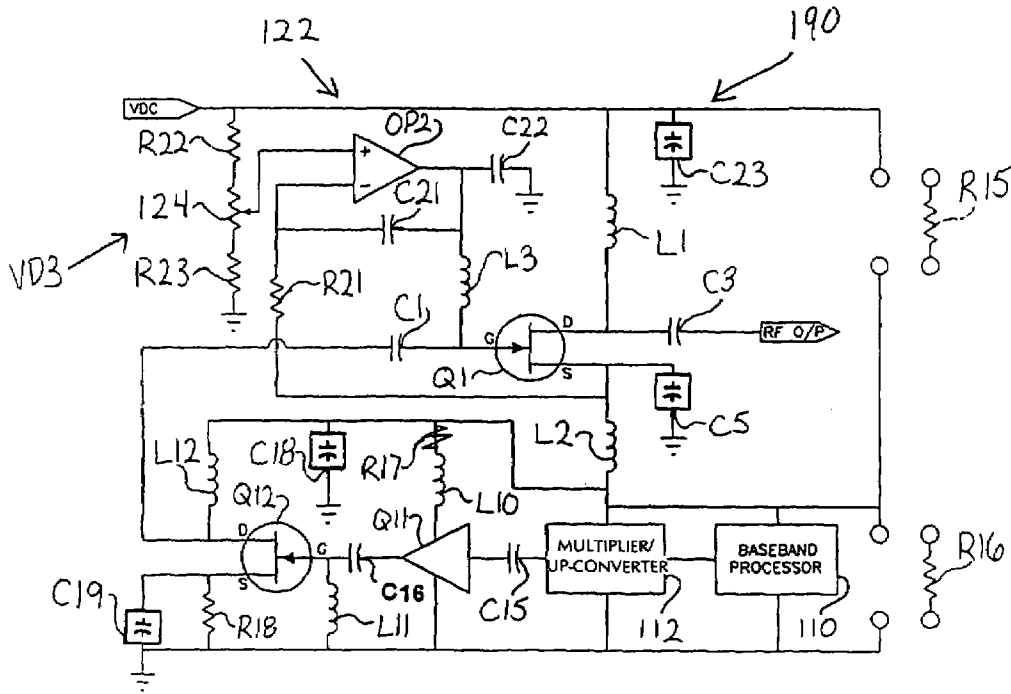 122
190
VDC
R22
OP2
C22
+
-
C23
R15
124
C21
L1
VD3
R23
R21
L3
C3
C1
G
D
RF O/P
Q1
S
C5
L12
C18
R17
L2
Q12
L10
Q11
D
G
S
MULTIPLIER/
UP-CONVERTER
BASEBAND
PROCESSOR
R16
C19
R18
L11
C16
C15
112
110